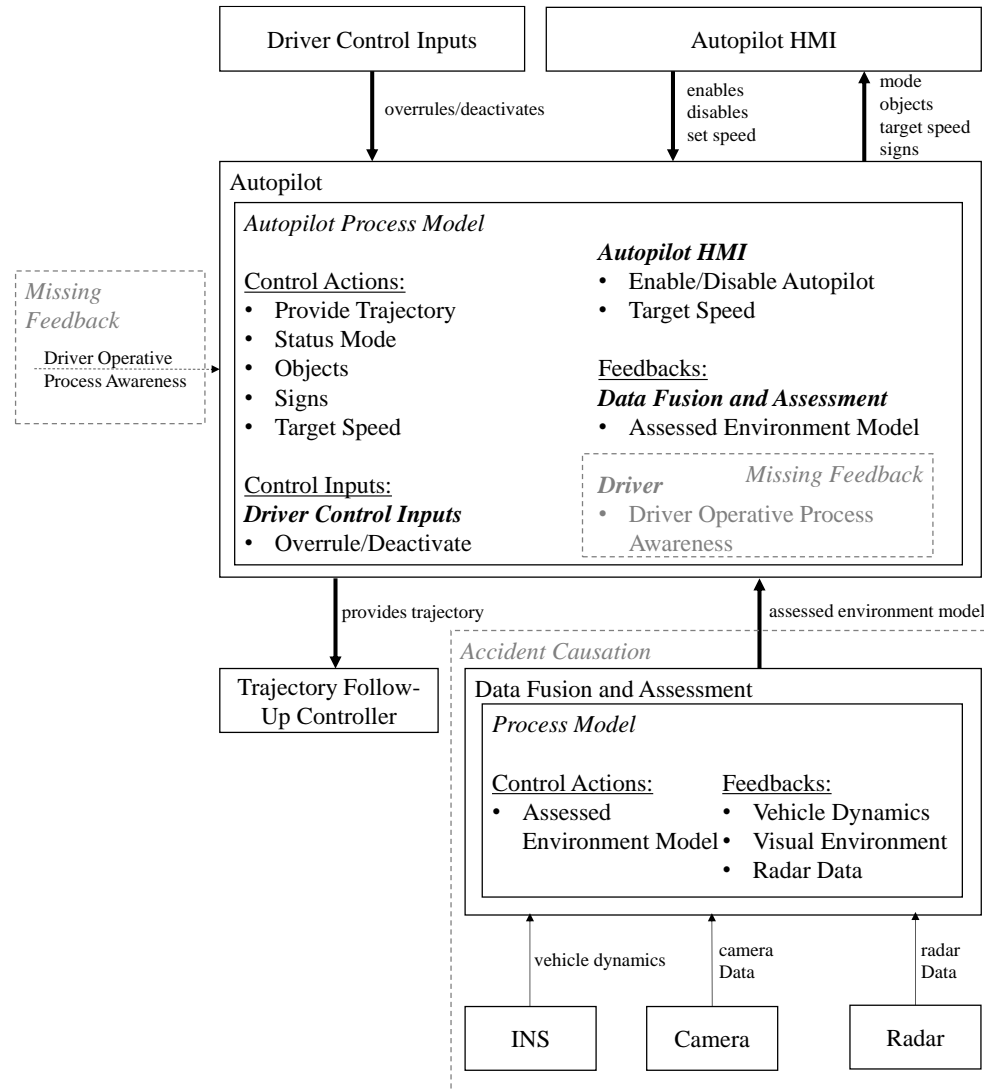 Driver Control Inputs
Autopilot HMI
overrules/deactivates
enables
disables
set speed
mode
objects
target speed
signs
Autopilot
Autopilot Process Model
Control Actions:
• Provide Trajectory
• Status Mode
• Objects
• Signs
• Target Speed
Control Inputs:
Driver Control Inputs
• Overrule/Deactivate
Autopilot HMI
• Enable/Disable Autopilot
• Target Speed
Feedbacks:
Data Fusion and Assessment
• Assessed Environment Model
Missing Feedback
Driver
• Driver Operative Process
Awareness
Missing
Feedback
Driver Operative
Process Awareness
provides trajectory
assessed environment model
Trajectory Follow-
Up Controller
Accident Causation
Data Fusion and Assessment
Process Model
Control Actions:
• Assessed
Environment Model
Feedbacks:
• Vehicle Dynamics
• Visual Environment
• Radar Data
vehicle dynamics
camera
Data
radar
Data
INS
Camera
Radar